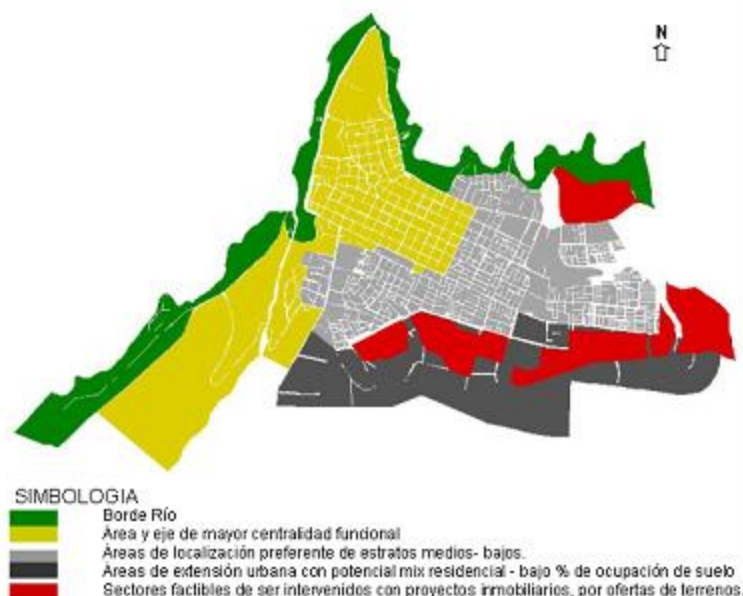 N
SIMBOLOGIA
Borde Río
Área y eje de mayor centralidad funcional
Áreas de localización preferente de estratos medios- bajos.
Áreas de extensión urbana con potencial mix residencial - bajo % de ocupación de suelo
Sectores factibles de ser intervenidos con proyectos inmobiliarios, por ofertas de terrenos.